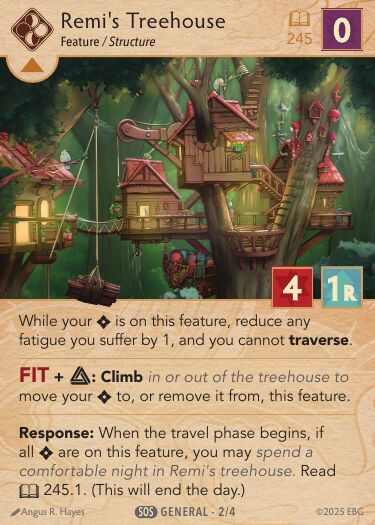 Remi's Treehouse
Feature / Structure
245
0
4
1R
While your is on this feature, reduce any
fatigue you suffer by 1, and you cannot traverse.
FIT + : Climb in or out of the treehouse to
move your to, or remove it from, this feature.
Response: When the travel phase begins, if
all are on this feature, you may spend a
comfortable night in Remi's treehouse. Read
245.1. (This will end the day.)
Angus R. Hayes
SOS GENERAL - 2/4
©2025 EBG